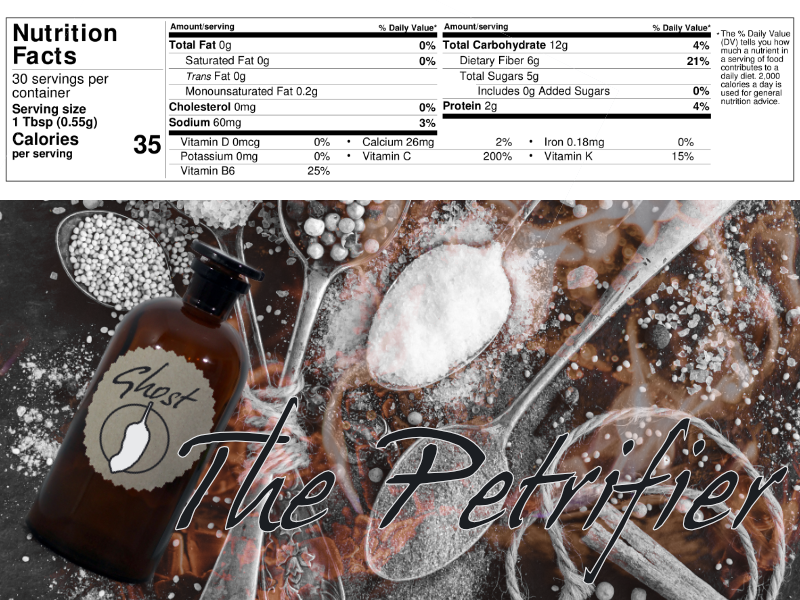 Nutrition
Facts
30 servings per
container
Serving size
1 Tbsp (0.55g)
Calories
per serving
35
Amount/serving % Daily Value*
Total Fat 0g 0%
Saturated Fat 0g 0%
Trans Fat 0g
Monounsaturated Fat 0.2g
Cholesterol 0mg 0%
Sodium 60mg 3%
Amount/serving % Daily Value*
Total Carbohydrate 12g 4%
Dietary Fiber 6g 21%
Total Sugars 5g
Includes 0g Added Sugars 0%
Protein 2g 4%
Vitamin D 0mcg 0% • Calcium 26mg 2% • Iron 0.18mg 0%
Potassium 0mg 0% • Vitamin C 200% • Vitamin K 15%
Vitamin B6 25%
* The % Daily Value
(DV) tells you how
much a nutrient in
a serving of food
contributes to a
daily diet. 2,000
calories a day is
used for general
nutrition advice.
Ghost
The Petrifier